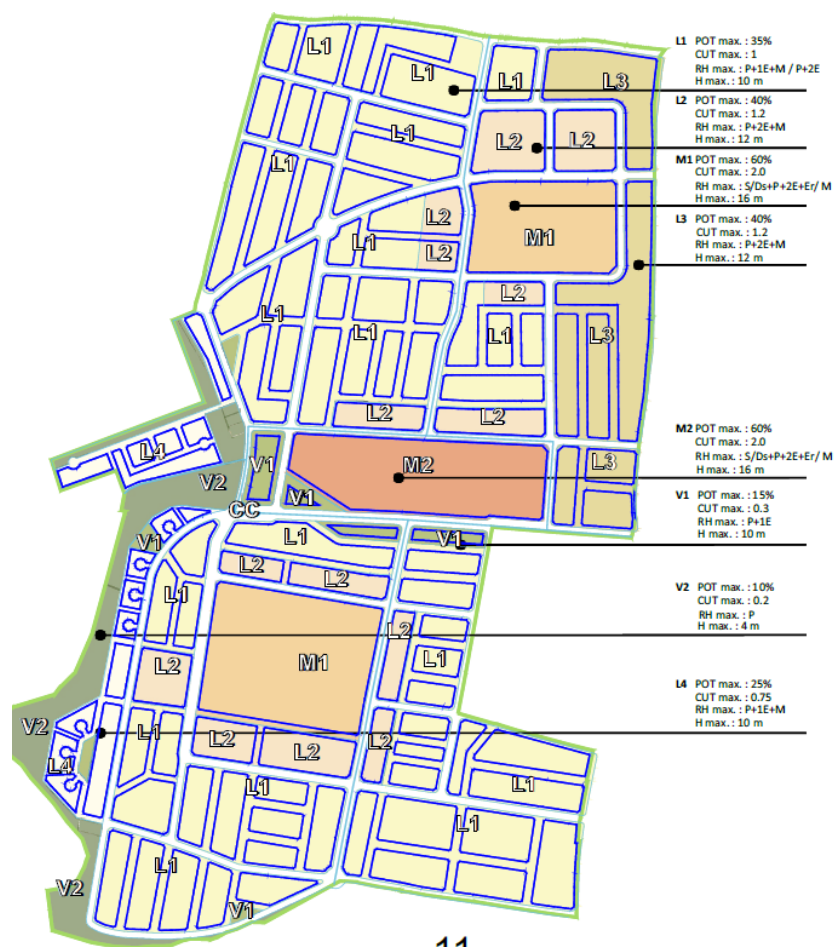 L1 POT max. : 35%
CUT max. : 1
RH max. : P+1E+M / P+2E
H max. : 10 m
L2 POT max. : 40%
CUT max. : 1.2
RH max. : P+2E+M
H max. : 12 m
M1 POT max. : 60%
CUT max. : 2.0
RH max. : S/Ds+P+2E+Er/ M
H max. : 16 m
L3 POT max. : 40%
CUT max. : 1.2
RH max. : P+2E+M
H max. : 12 m
M2 POT max. : 60%
CUT max. : 2.0
RH max. : S/Ds+P+2E+Er/ M
H max. : 16 m
V1 POT max. : 15%
CUT max. : 0.3
RH max. : P+1E
H max. : 10 m
V2 POT max. : 10%
CUT max. : 0.2
RH max. : P
H max. : 4 m
L4 POT max. : 25%
CUT max. : 0.75
RH max. : P+1E+M
H max. : 10 m
L1
L1
L1
L3
L1
L2
L2
L1
L2
L1
M1
L2
L2
L1
L1
L1
L3
L2
L2
L4
V1
M2
L3
V2
V1
CC
V1
L1
V1
L2
L2
L1
L2
L1
M1
L2
V2
L1
L2
L2
L2
L4
L1
L1
L1
L1
V2
V1
11